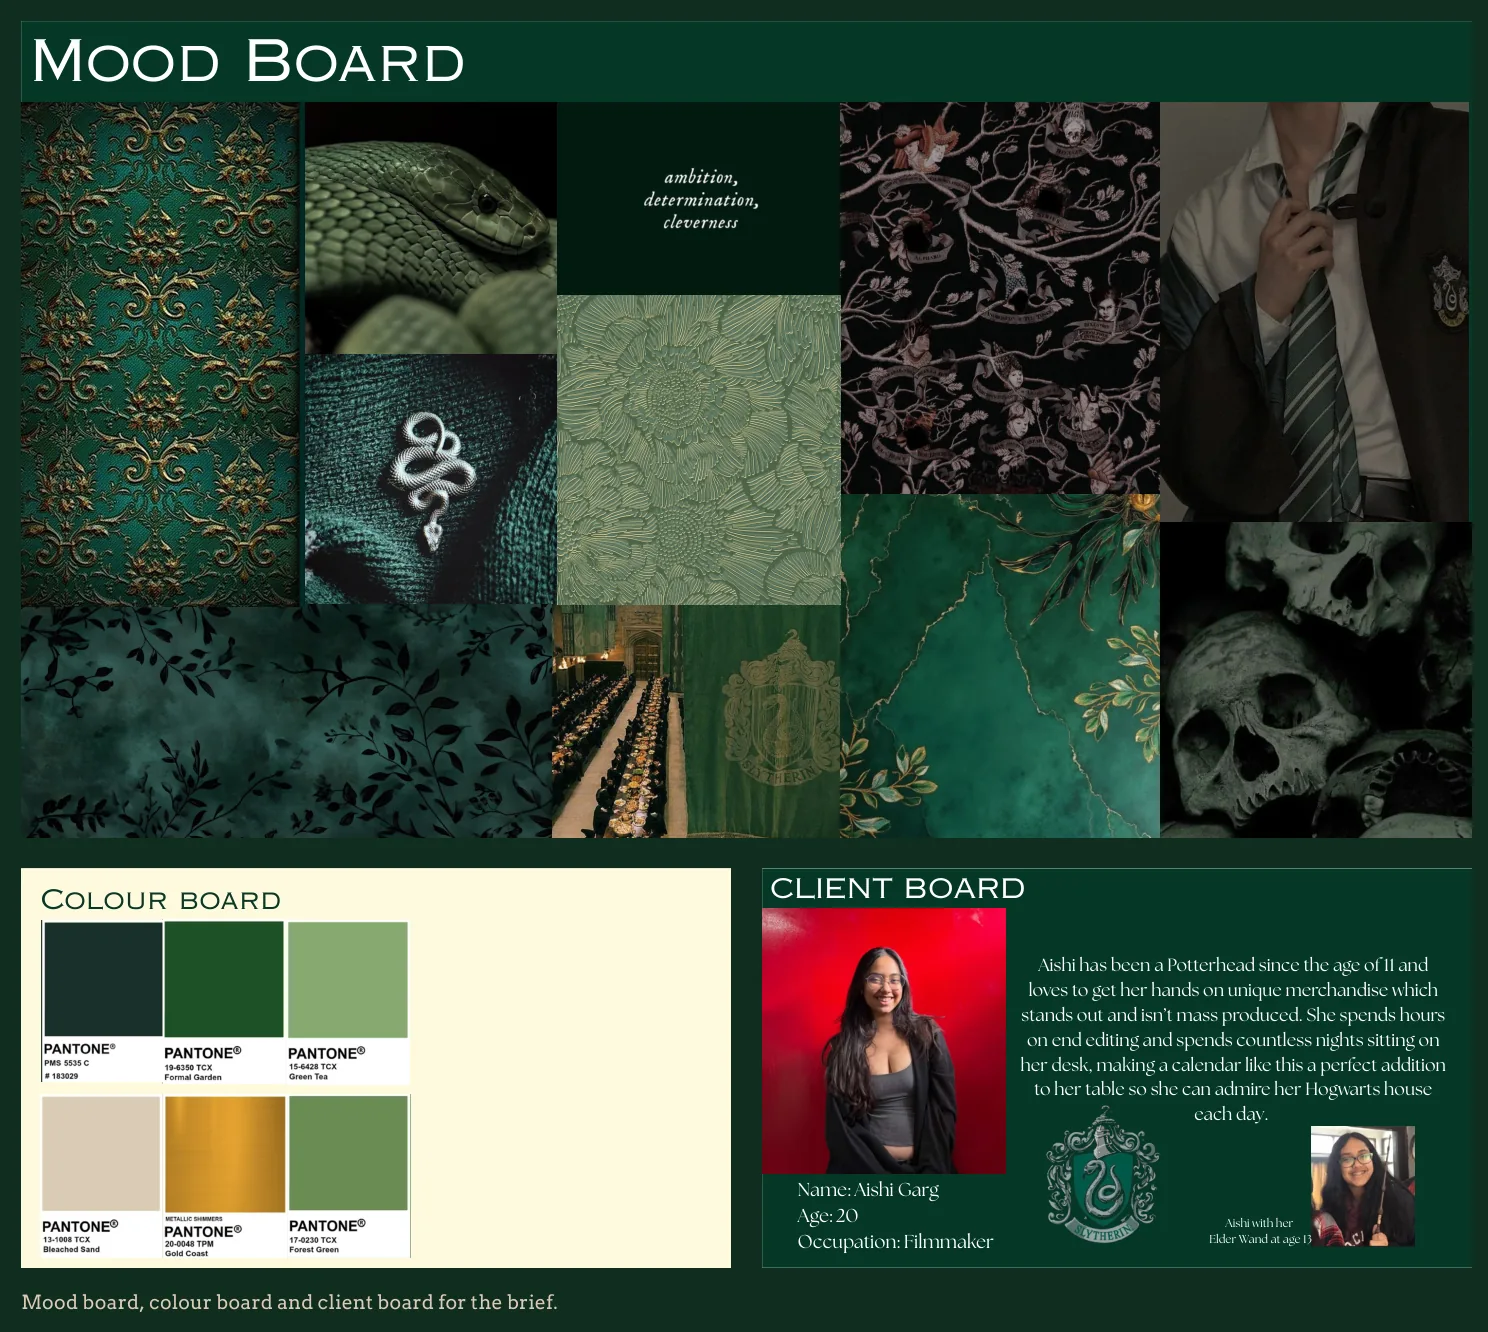 MOOD BOARD
ambition,
determination,
cleverness
SLYTHERIN
COLOUR BOARD
PANTONE®
PMS 5535 C
# 183029
PANTONE®
19-6350 TCX
Formal Garden
PANTONE®
15-6428 TCX
Green Tea
PANTONE®
13-1008 TCX
Bleached Sand
METALLIC SHIMMERS
PANTONE®
20-0048 TPM
Gold Coast
PANTONE®
17-0230 TCX
Forest Green
CLIENT BOARD
Aishi has been a Potterhead since the age of 11 and
loves to get her hands on unique merchandise which
stands out and isn't mass produced. She spends hours
on end editing and spends countless nights sitting on
her desk, making a calendar like this a perfect addition
to her table so she can admire her Hogwarts house
each day.
Name: Aishi Garg
Age: 20
Occupation: Filmmaker
SLYTHERIN
Aishi with her
Elder Wand at age 13
Mood board, colour board and client board for the brief.